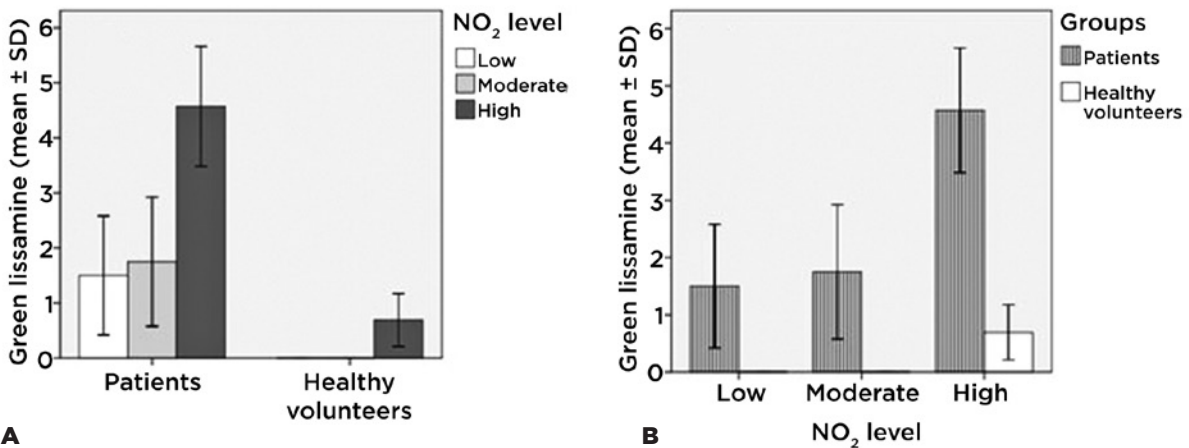 Green lissamine (mean ± SD)
6
5
4
3
2
1
0
Patients
Healthy
volunteers
NO₂ level
Low
Moderate
High
A
Green lissamine (mean ± SD)
6
5
4
3
2
1
0
Low
Moderate
High
NO₂ level
Groups
Patients
Healthy
volunteers
B